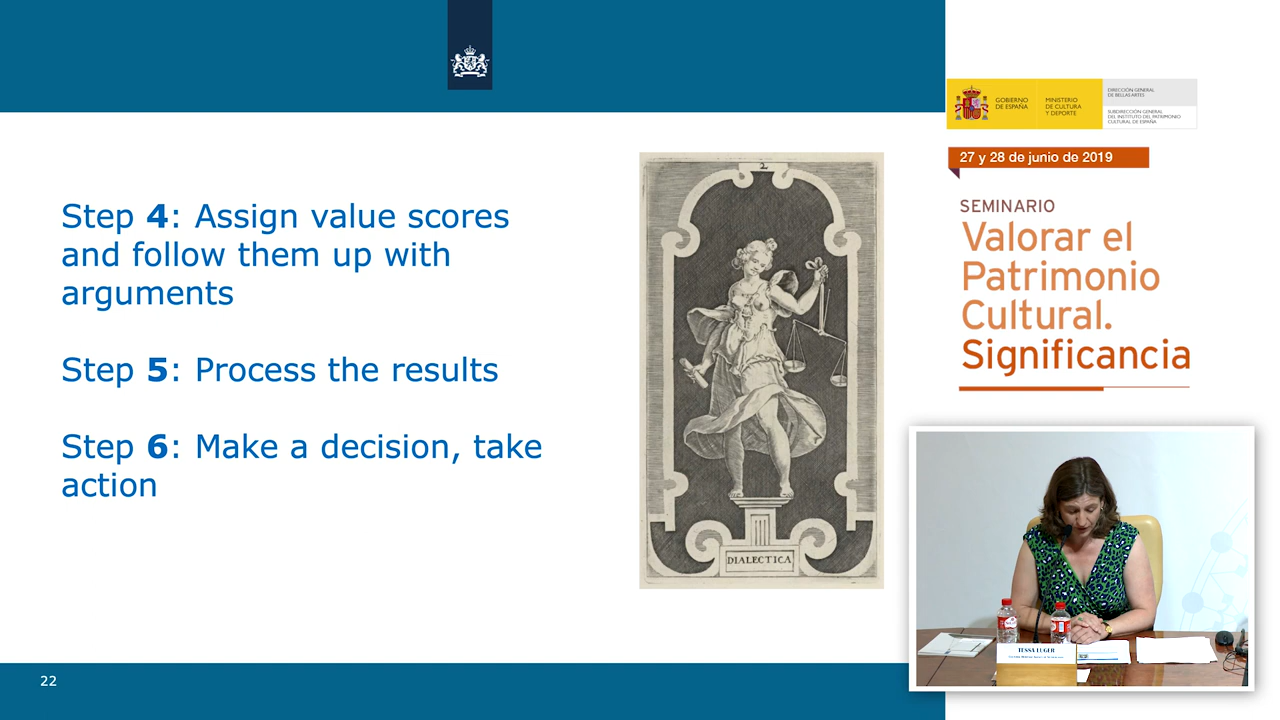 Step 4: Assign value scores
and follow them up with
arguments
Step 5: Process the results
Step 6: Make a decision, take
action
22
2
DIALECTICA
GOBIERNO
DE ESPAÑA
MINISTERIO
DE CULTURA
Y DEPORTE
DIRECCIÓN GENERAL
DE BELLAS ARTES
SUBDIRECCIÓN GENERAL
DEL INSTITUTO DEL PATRIMONIO
CULTURAL DE ESPAÑA
27 y 28 de junio de 2019
SEMINARIO
Valorar el
Patrimonio
Cultural.
Significancia
TESSA LUGER